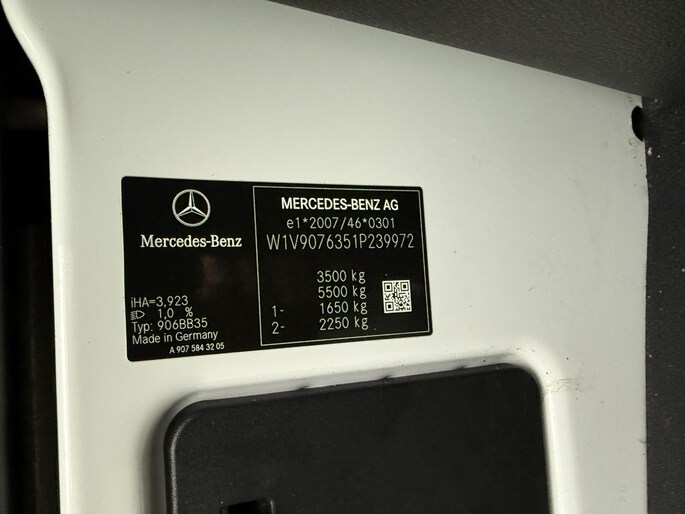 Mercedes-Benz
iHA=3,923
1,0 %
Typ: 906BB35
Made in Germany
A 907 584 32 05
MERCEDES-BENZ AG
e1*2007/46*0301
W1V9076351P239972
3500 kg
5500 kg
1- 1650 kg
2- 2250 kg